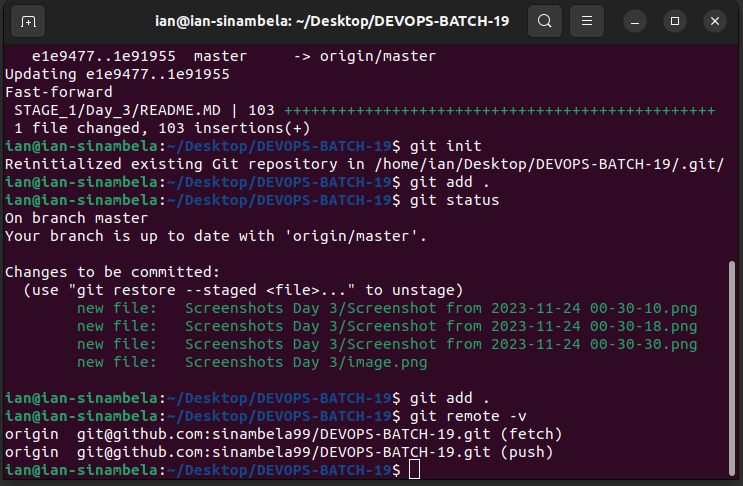 ian@ian-sinambela: ~/Desktop/DEVOPS-BATCH-19
   e1e9477..1e91955  master     -> origin/master
Updating e1e9477..1e91955
Fast-forward
 STAGE_1/Day_3/README.MD | 103 ++++++++++++++++++++++++++++++++++++++++++++++++
 1 file changed, 103 insertions(+)
ian@ian-sinambela:~/Desktop/DEVOPS-BATCH-19$ git init
Reinitialized existing Git repository in /home/ian/Desktop/DEVOPS-BATCH-19/.git/
ian@ian-sinambela:~/Desktop/DEVOPS-BATCH-19$ git add .
ian@ian-sinambela:~/Desktop/DEVOPS-BATCH-19$ git status
On branch master
Your branch is up to date with 'origin/master'.

Changes to be committed:
  (use "git restore --staged <file>..." to unstage)
        new file:   Screenshots Day 3/Screenshot from 2023-11-24 00-30-10.png
        new file:   Screenshots Day 3/Screenshot from 2023-11-24 00-30-18.png
        new file:   Screenshots Day 3/Screenshot from 2023-11-24 00-30-30.png
        new file:   Screenshots Day 3/image.png

ian@ian-sinambela:~/Desktop/DEVOPS-BATCH-19$ git add .
ian@ian-sinambela:~/Desktop/DEVOPS-BATCH-19$ git remote -v
origin  git@github.com:sinambela99/DEVOPS-BATCH-19.git (fetch)
origin  git@github.com:sinambela99/DEVOPS-BATCH-19.git (push)
ian@ian-sinambela:~/Desktop/DEVOPS-BATCH-19$